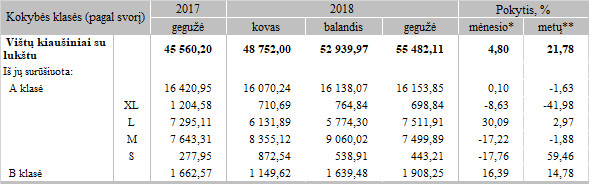 Kokybės klasės (pagal svorį) 2017 2018 Pokytis, %
gegužė kovas balandis gegužė mėnesio* metų**
Vištų kiaušiniai su lukštu 45 560,20 48 752,00 52 939,97 55 482,11 4,80 21,78
Iš jų surūšiuota:
A klasė 16 420,95 16 070,24 16 138,07 16 153,85 0,10 -1,63
XL 1 204,58 710,69 764,84 698,84 -8,63 -41,98
L 7 295,11 6 131,89 5 774,30 7 511,91 30,09 2,97
M 7 643,31 8 355,12 9 060,02 7 499,89 -17,22 -1,88
S 277,95 872,54 538,91 443,21 -17,76 59,46
B klasė 1 662,57 1 149,62 1 639,48 1 908,25 16,39 14,78